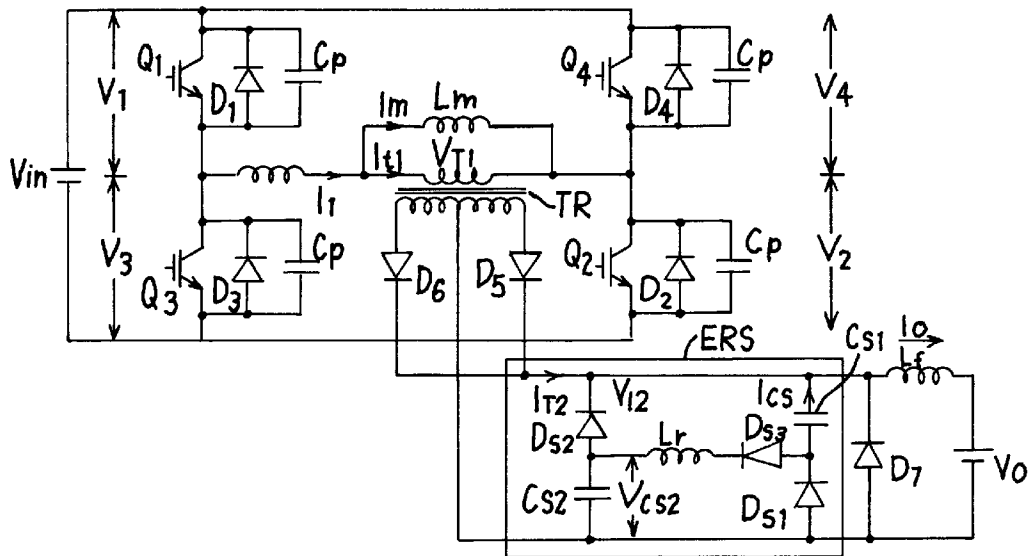 Q1
D1
Cp
V1
Q4
D4
Cp
V4
Im
Lm
Vin
It1
VT1
I1
TR
V3
Q3
D3
Cp
D6
D5
Q2
D2
Cp
V2
ERS
CS1
Io
Lf
IT2
V12
ICS
DS2
Lr
DS3
CS2
VCS2
DS1
D7
Vo